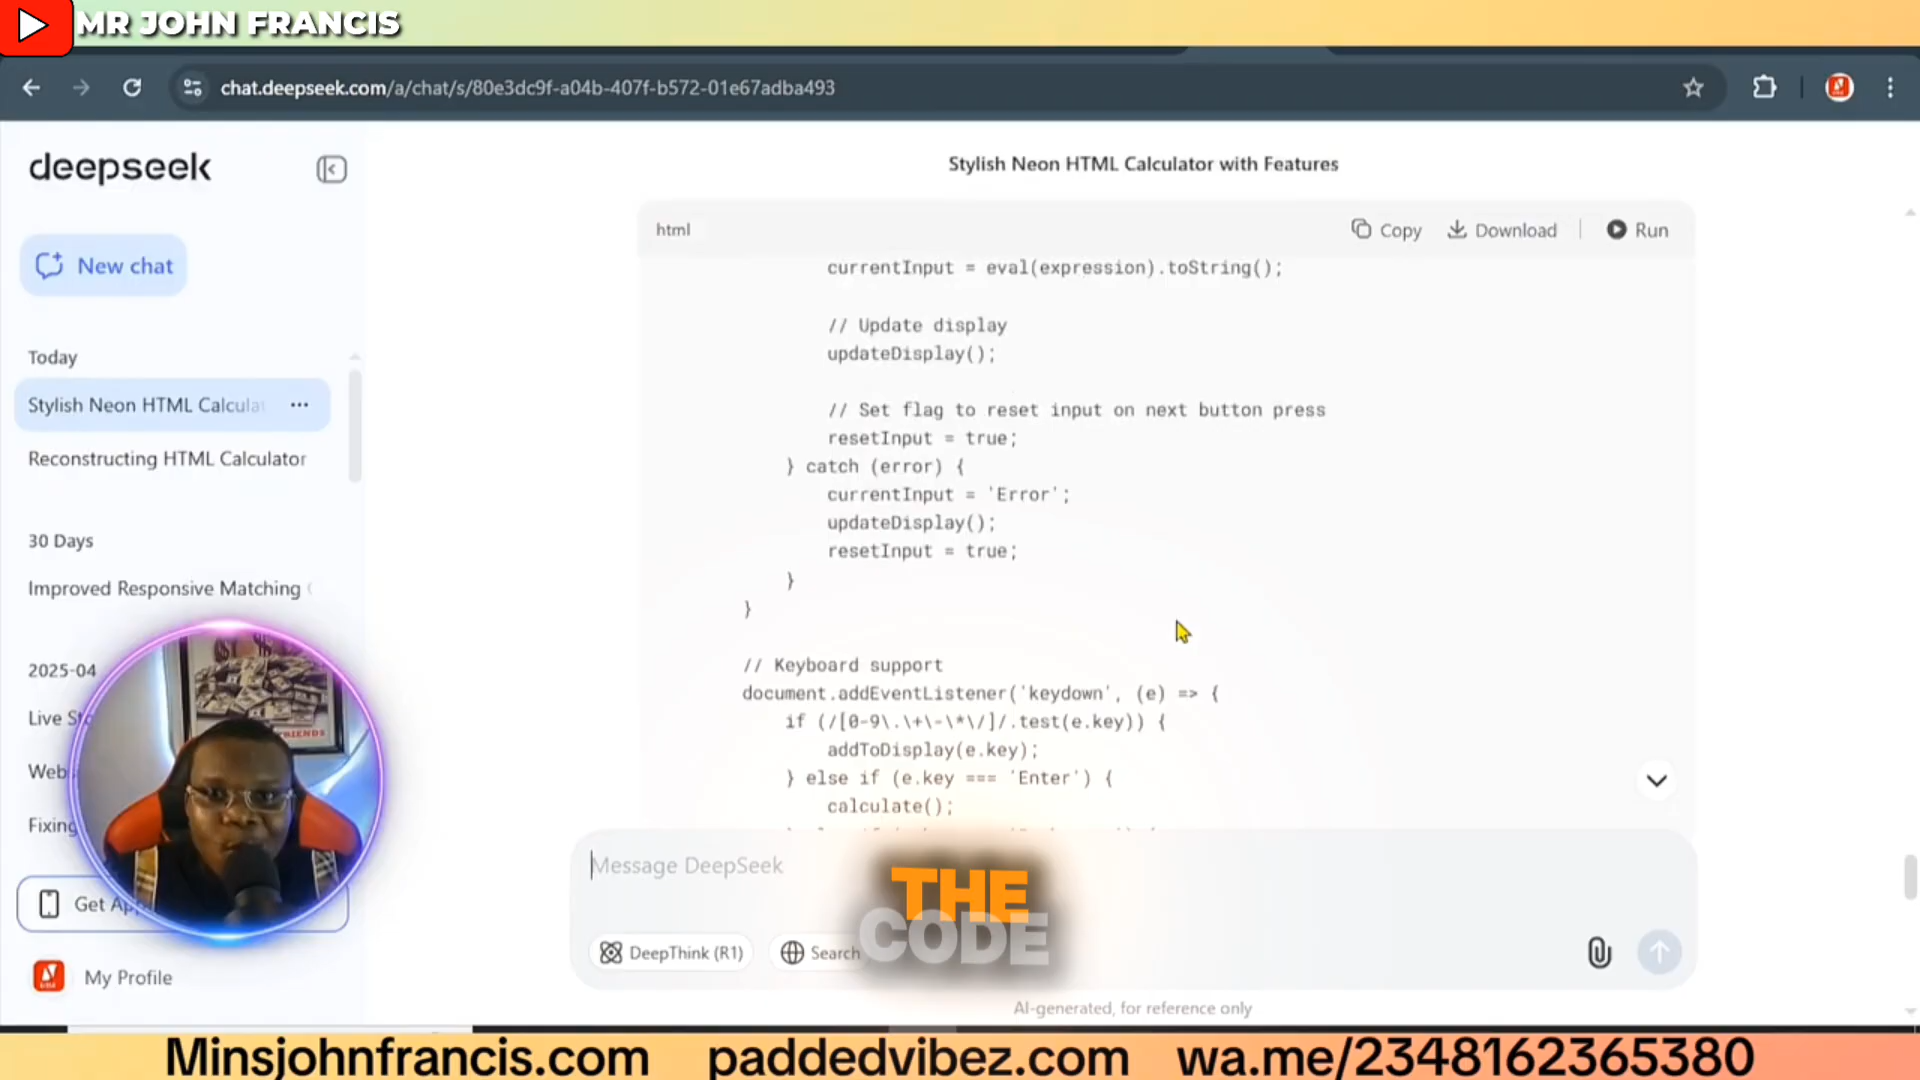 MR JOHN FRANCIS
chat.deepseek.com/a/chat/s/80e3dc9f-a04b-407f-b572-01e67adba493
deepseek
New chat
Today
Stylish Neon HTML Calculat
Reconstructing HTML Calculator
30 Days
Improved Responsive Matching
2025-04
Live St
Web
Fixing
Get Ap
My Profile
Stylish Neon HTML Calculator with Features
html
Copy
Download
Run
currentInput = eval(expression).toString();
// Update display
updateDisplay();
// Set flag to reset input on next button press
resetInput = true;
} catch (error) {
currentInput = 'Error';
updateDisplay();
resetInput = true;
}
}
// Keyboard support
document.addEventListener('keydown', (e) => {
if (/[0-9\.\+\-\*\/]/.test(e.key)) {
addToDisplay(e.key);
} else if (e.key === 'Enter') {
calculate();
Message DeepSeek
THE
CODE
DeepThink (R1)
Search
AI-generated, for reference only
Minsjohnfrancis.com paddedvibez.com wa.me/2348162365380